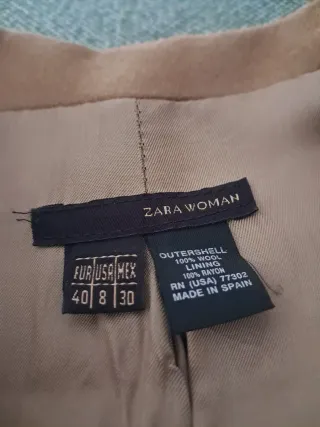 ZARA WOMAN
EUR USA MEX
40 8 30
OUTERSHELL
100% WOOL
LINING
100% RAYON
RN (USA) 77302
MADE IN SPAIN